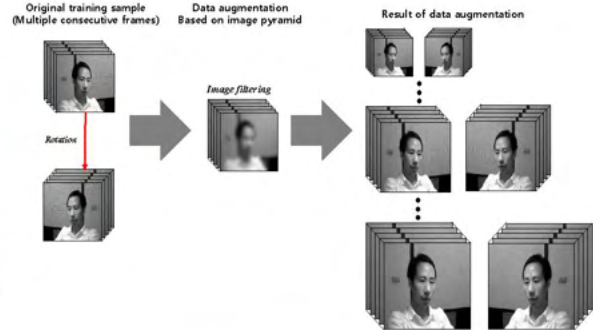 Original training sample
(Multiple consecutive frames)
Data augmentation
Based on image pyramid
Result of data augmentation
Image filtering
Rotation